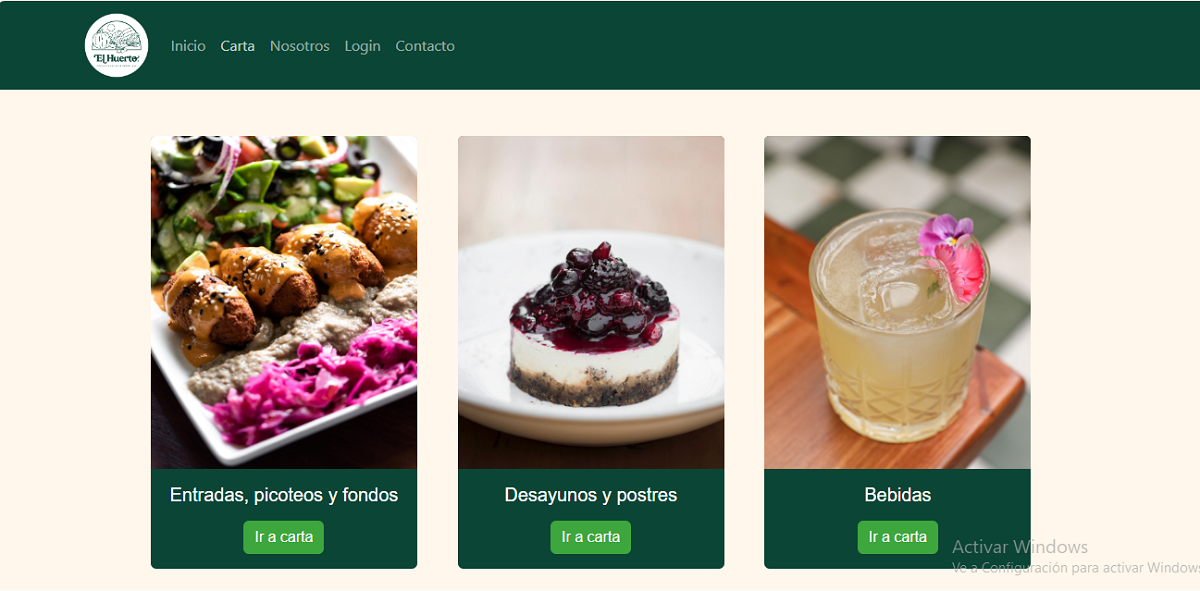 El Huerto
Inicio Carta Nosotros Login Contacto
Entradas, picoteos y fondos
Desayunos y postres
Bebidas
Ir a carta
Ir a carta
Ir a carta
Activar Windows
Ve a Configuración para activar Windows